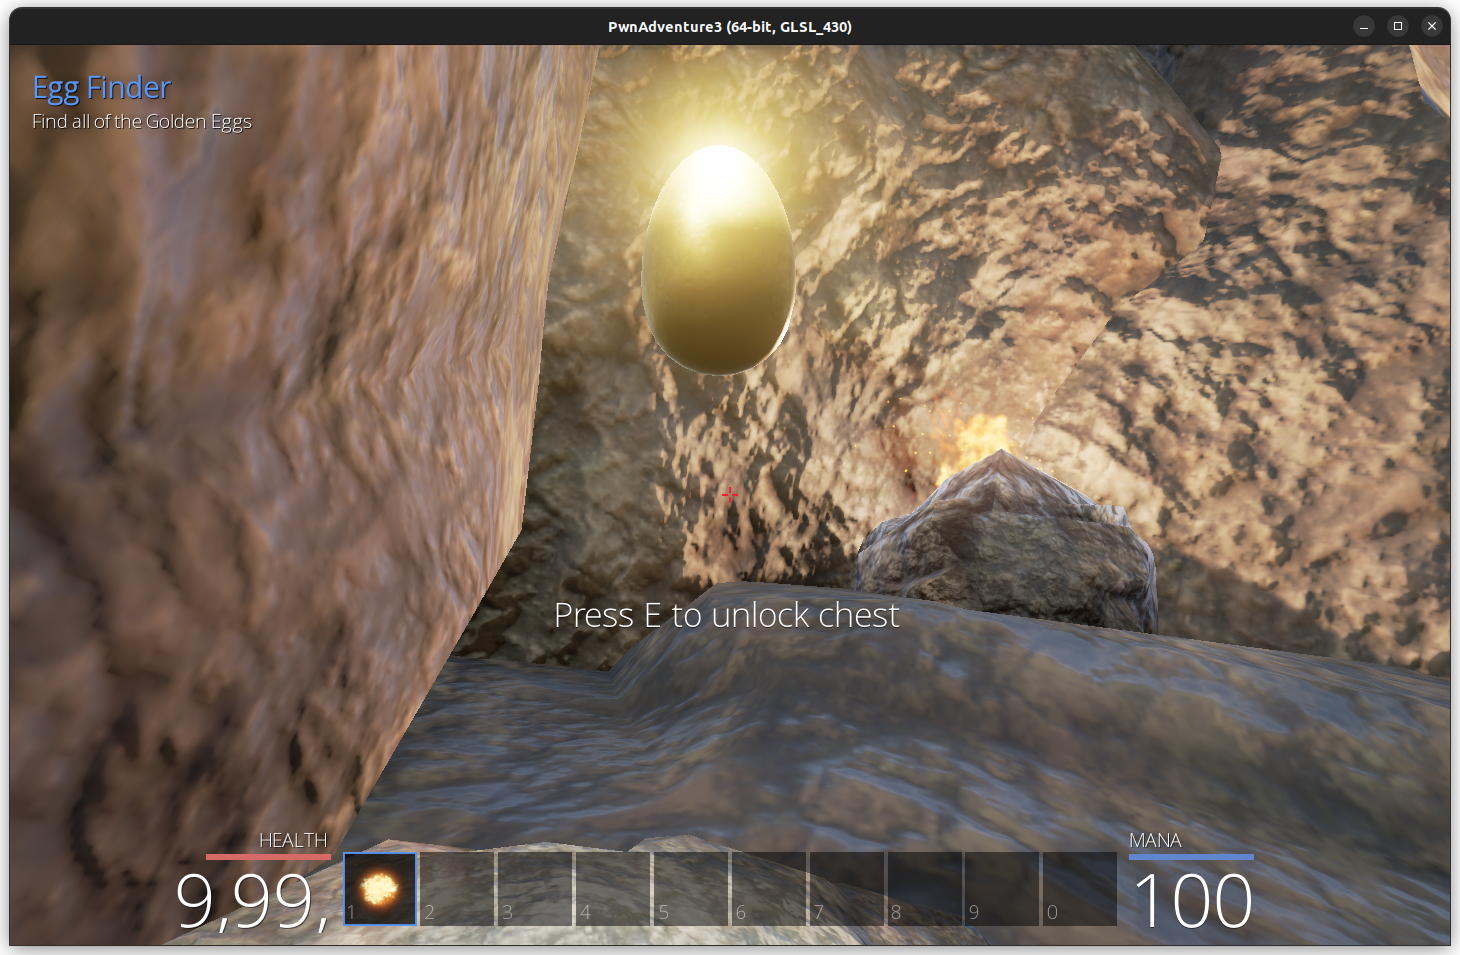 PwnAdventure3 (64-bit, GLSL_430)
Egg Finder
Find all of the Golden Eggs
Press E to unlock chest
HEALTH
9,99,
1 2 3 4 5 6 7 8 9 0
MANA
100